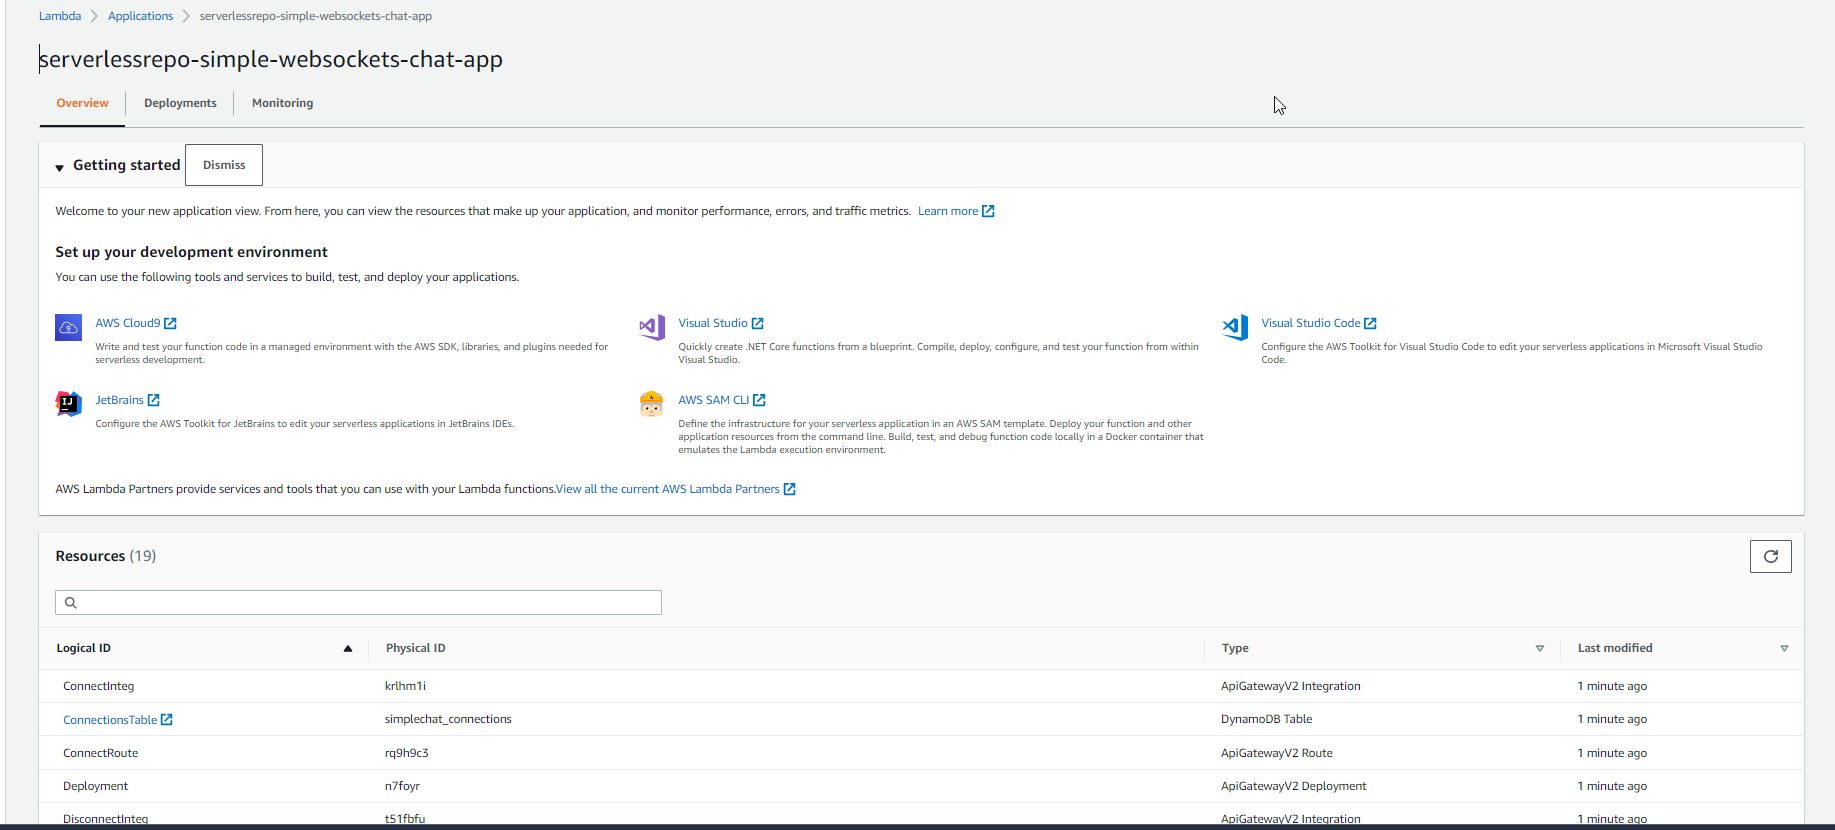 Lambda > Applications > serverlessrepo-simple-websockets-chat-app
serverlessrepo-simple-websockets-chat-app
Overview Deployments Monitoring
Getting started Dismiss
Welcome to your new application view. From here, you can view the resources that make up your application, and monitor performance, errors, and traffic metrics. Learn more
Set up your development environment
You can use the following tools and services to build, test, and deploy your applications.
AWS Cloud9
Write and test your function code in a managed environment with the AWS SDK, libraries, and plugins needed for
serverless development.
Visual Studio
Quickly create .NET Core functions from a blueprint. Compile, deploy, configure, and test your function from within
Visual Studio.
Visual Studio Code
Configure the AWS Toolkit for Visual Studio Code to edit your serverless applications in Microsoft Visual Studio
Code.
JetBrains
Configure the AWS Toolkit for JetBrains to edit your serverless applications in JetBrains IDEs.
AWS SAM CLI
Define the infrastructure for your serverless application in an AWS SAM template. Deploy your function and other
application resources from the command line. Build, test, and debug function code locally in a Docker container that
emulates the Lambda execution environment.
AWS Lambda Partners provide services and tools that you can use with your Lambda functions.View all the current AWS Lambda Partners
Resources (19)
Logical ID Physical ID Type Last modified
ConnectInteg krlhm1i ApiGatewayV2 Integration 1 minute ago
ConnectionsTable simplechat_connections DynamoDB Table 1 minute ago
ConnectRoute rq9h9c3 ApiGatewayV2 Route 1 minute ago
Deployment n7foyr ApiGatewayV2 Deployment 1 minute ago
DisconnectInteg t51fbfu ApiGatewayV2 Integration 1 minute ago